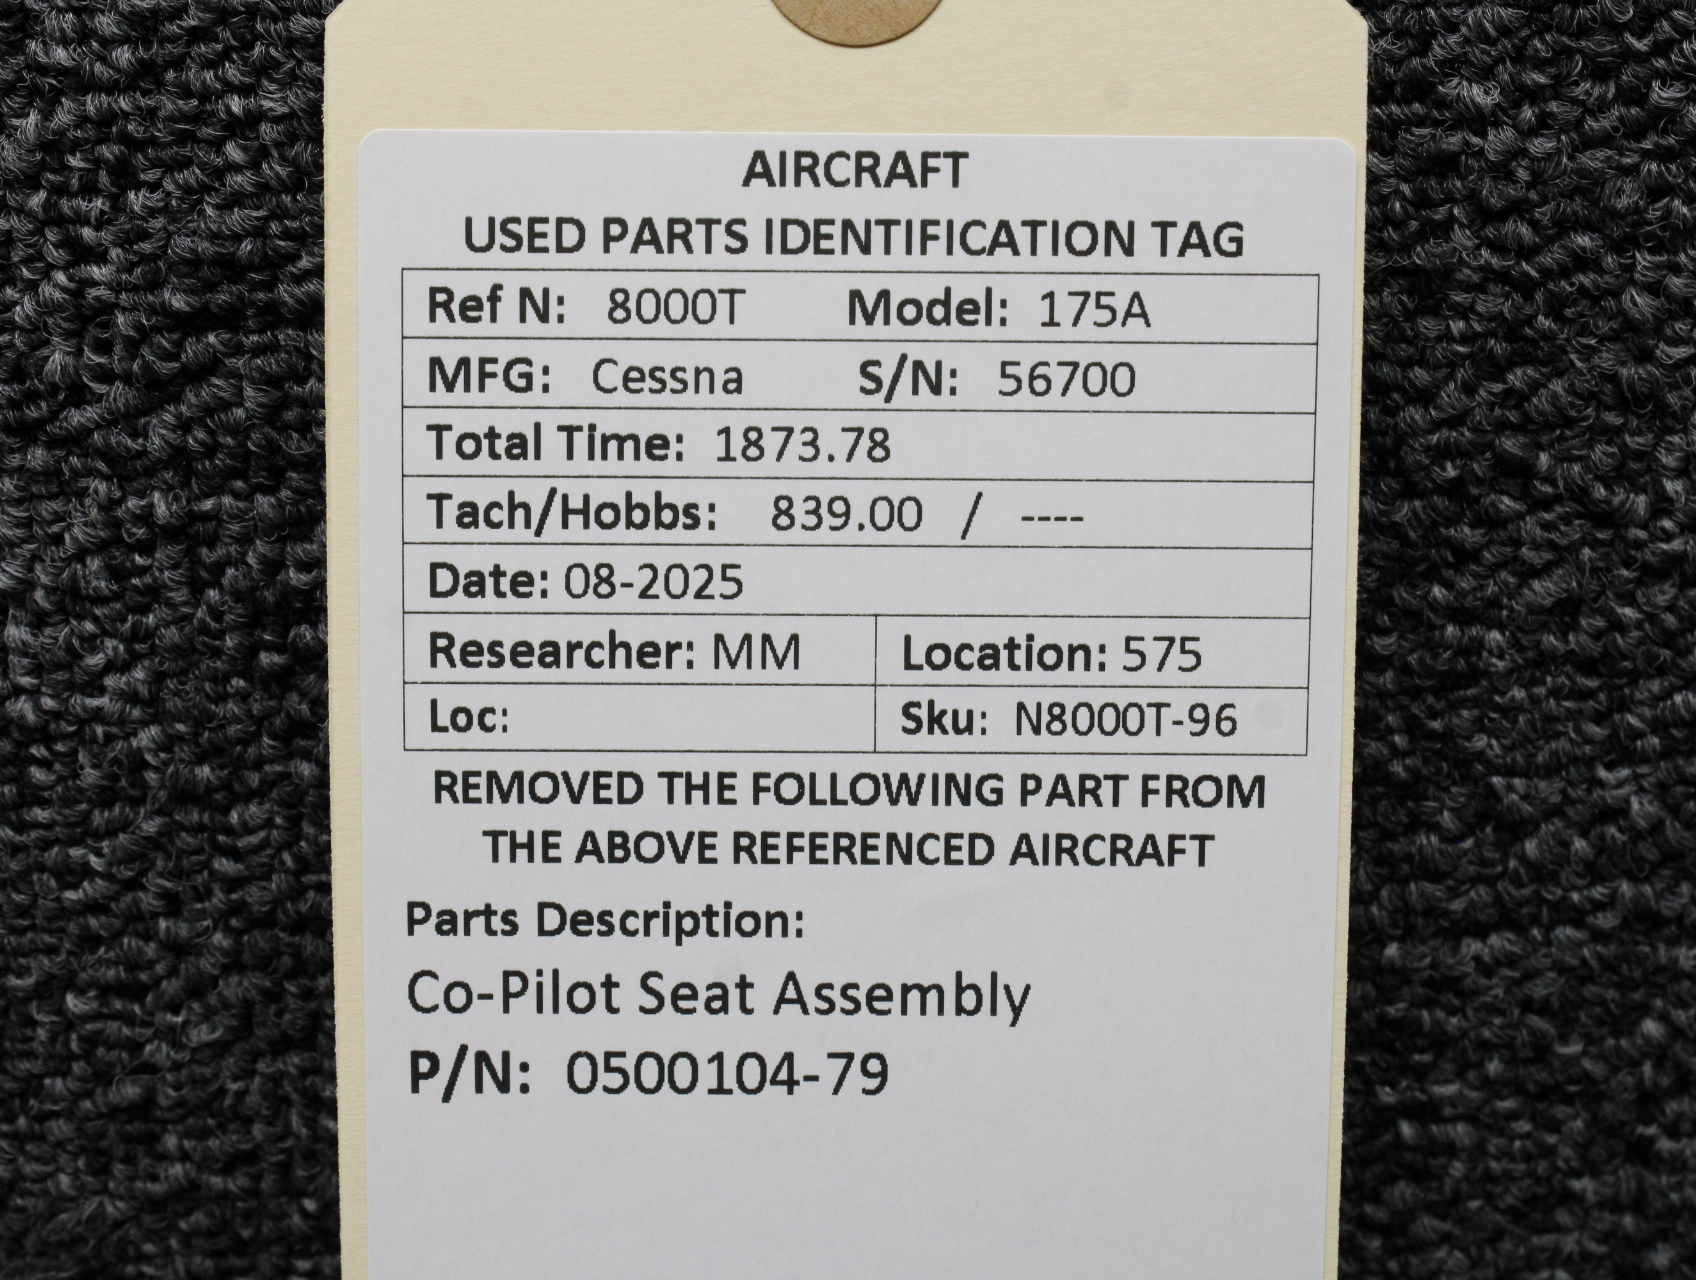 AIRCRAFT
USED PARTS IDENTIFICATION TAG
Ref N: 8000T Model: 175A
MFG: Cessna S/N: 56700
Total Time: 1873.78
Tach/Hobbs: 839.00 / ----
Date: 08-2025
Researcher: MM Location: 575
Loc: Sku: N8000T-96
REMOVED THE FOLLOWING PART FROM
THE ABOVE REFERENCED AIRCRAFT
Parts Description:
Co-Pilot Seat Assembly
P/N: 0500104-79